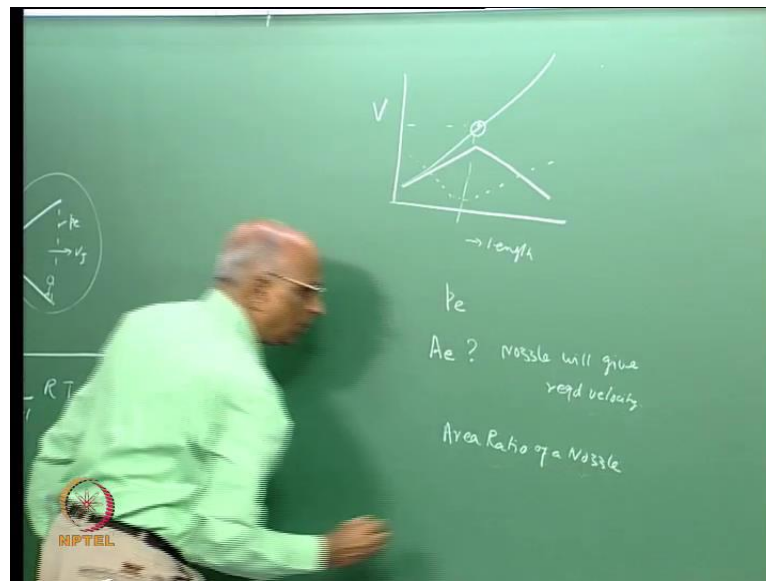 pe
VJ
RT
V
→ length
pe
Ae ? Nozzle will give
reqd velocity.
Area Ratio of a Nozzle
NPTEL